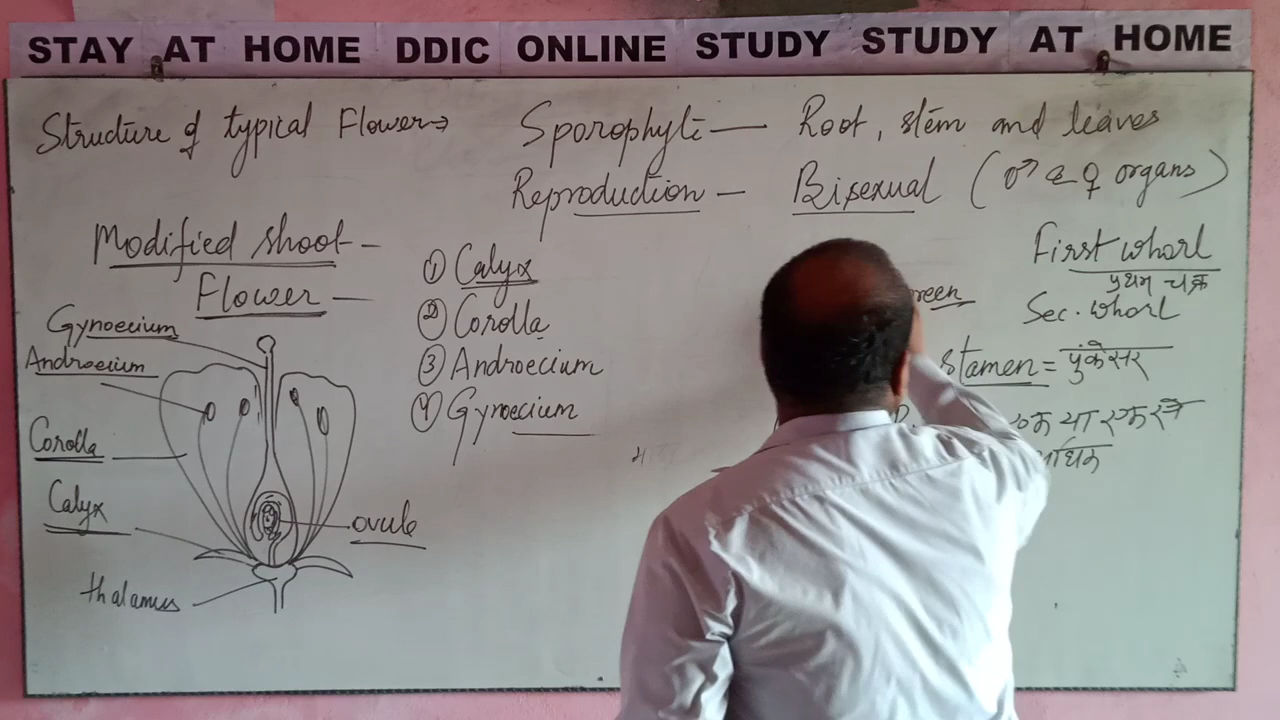 STAY AT HOME DDIC ONLINE STUDY STUDY AT HOME
Structure of typical Flower→
Sporophyte — Root, stem and leaves
Reproduction — Bisexual (♂ & ♀ organs)
Modified shoot —
Flower —
① Calyx
② Corolla
③ Androecium
④ Gynoecium
reen
First whorl
प्रथम चक्र
Sec. whorl
Stamen = पुंकेसर
या
Gynoecium
Androecium
Corolla
Calyx
ovule
thalamus